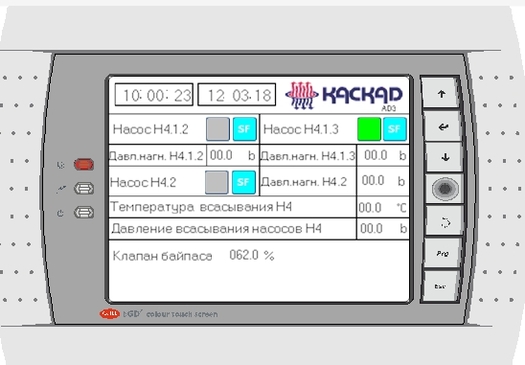 10:00:23 12 03.18 КАСКАД
АДЗ
Насос Н4.1.2 SF Насос Н4.1.3 SF
Давл.нагн. Н4.1.2 00.0 b Давл.нагн. Н4.1.3 00.0 b
Насос Н4.2 SF Давл.нагн. Н4.2 00.0 b
Температура всасывания Н4 00.0 °C
Давление всасывания насосов Н4 00.0 b
Клапан байпаса 062.0 %
pGD³ colour touch screen
Prg
Esc